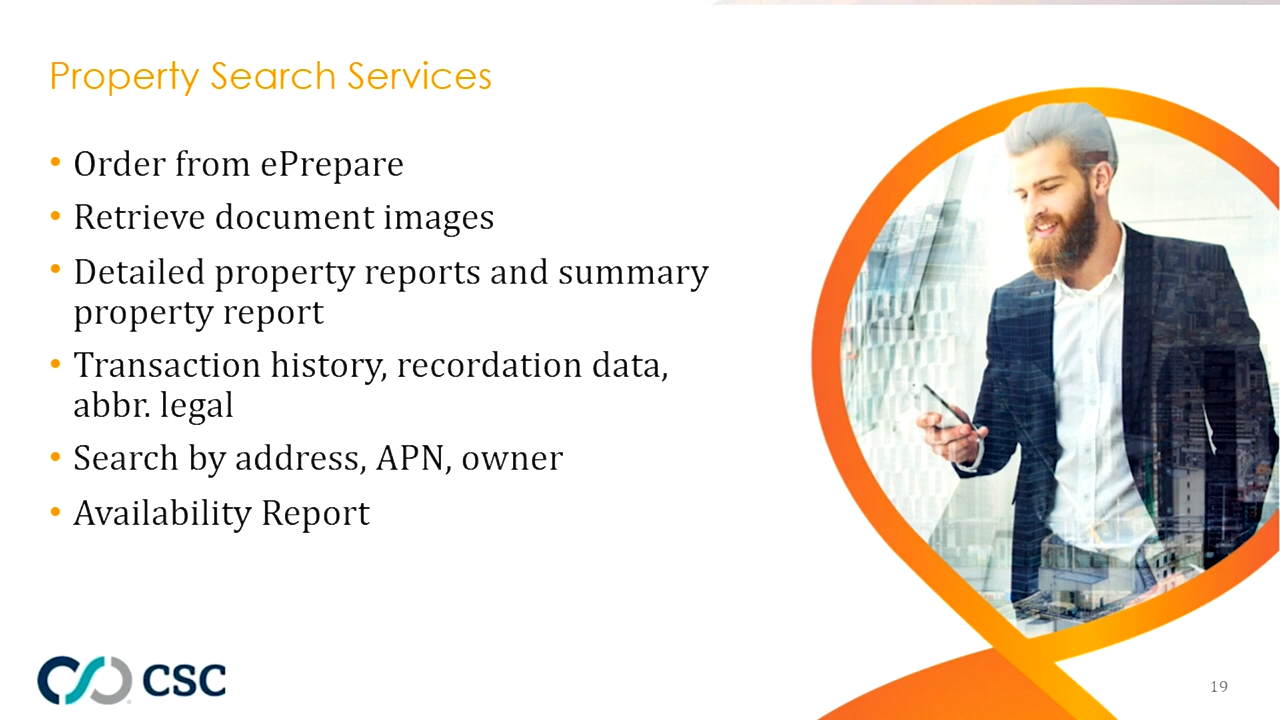 Property Search Services
• Order from ePrepare
• Retrieve document images
• Detailed property reports and summary
property report
• Transaction history, recordation data,
abbr. legal
• Search by address, APN, owner
• Availability Report
CSC
19